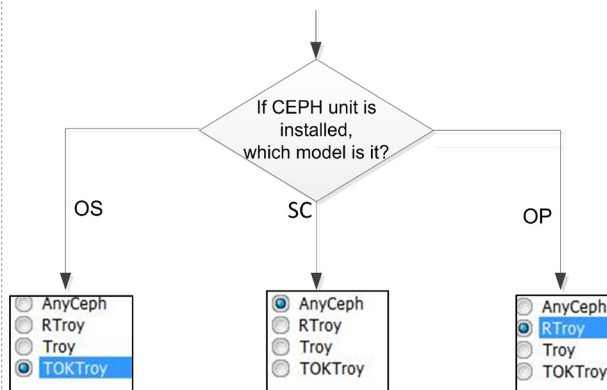 If CEPH unit is
installed,
which model is it?
OS
SC
OP
AnyCeph
RTroy
Troy
TOKTroy
AnyCeph
RTroy
Troy
TOKTroy
AnyCeph
RTroy
Troy
TOKTroy